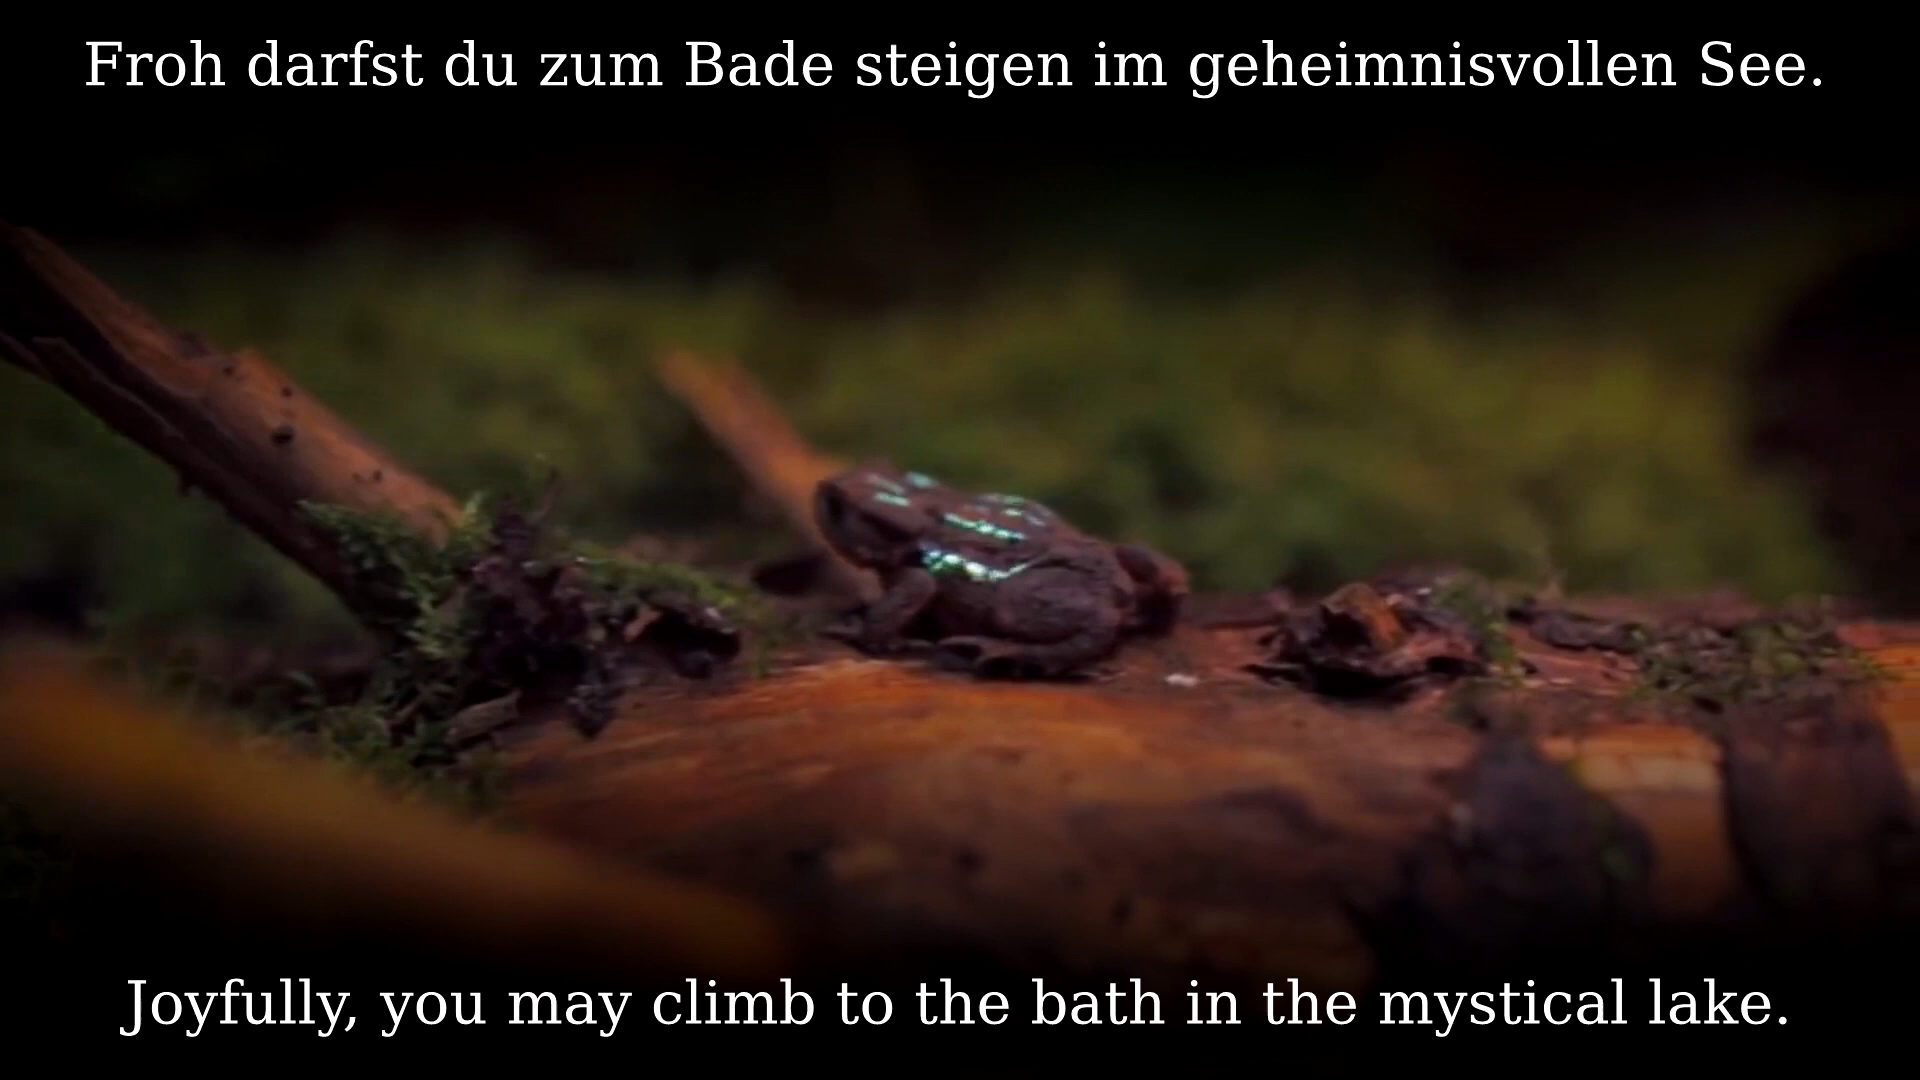 Froh darfst du zum Bade steigen im geheimnisvollen See.
Joyfully, you may climb to the bath in the mystical lake.